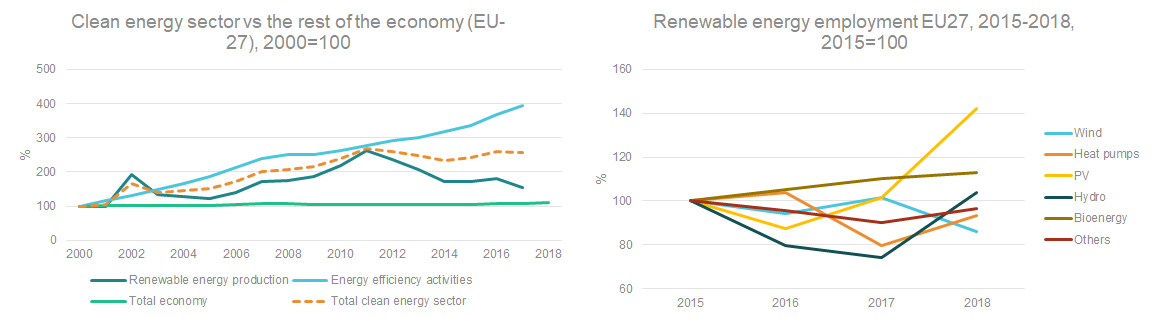 Clean energy sector vs the rest of the economy (EU-
27), 2000=100
500
400
300
200
100
0
%
2000 2002 2004 2006 2008 2010 2012 2014 2016 2018
Renewable energy production
Energy efficiency activities
Total economy
Total clean energy sector
Renewable energy employment EU27, 2015-2018,
2015=100
160
140
120
100
80
60
%
2015 2016 2017 2018
Wind
Heat pumps
PV
Hydro
Bioenergy
Others